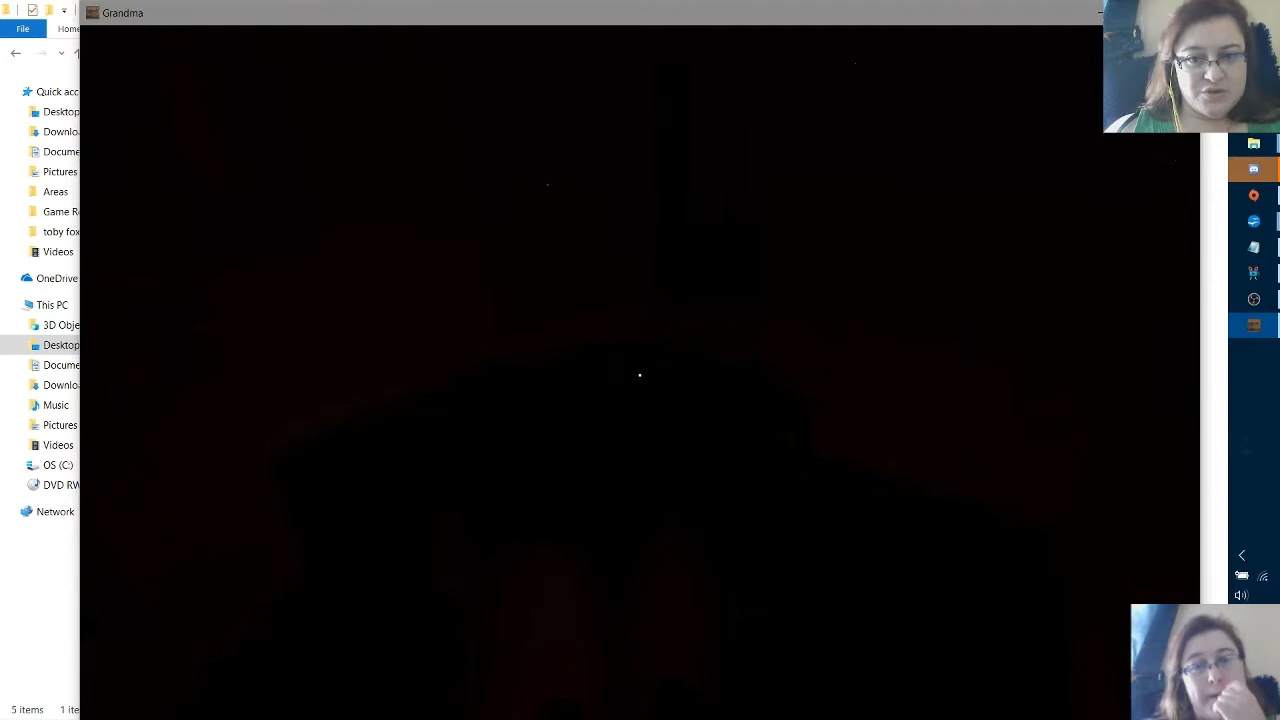 Grandma
File
Home
Quick acc
Desktop
Downlo
Docume
Pictures
Areas
Game Re
toby fox
Videos
OneDrive
This PC
3D Obje
Desktop
Docume
Downlo
Music
Pictures
Videos
OS (C:)
DVD RW
Network
5 items
1 ite